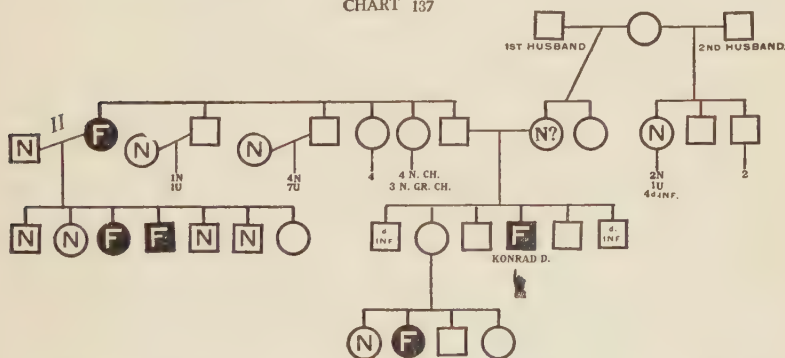 CHART 137
1ST HUSBAND
2ND HUSBAND.
II
N
F
N
N
N?
N
1N
1U
4N
7U
4
4 N. CH.
3 N. GR. CH.
2N
1U
4 d. INF.
2
N
N
F
F
N
N
d.
INF.
F
d.
INF.
KONRAD D.
N
F